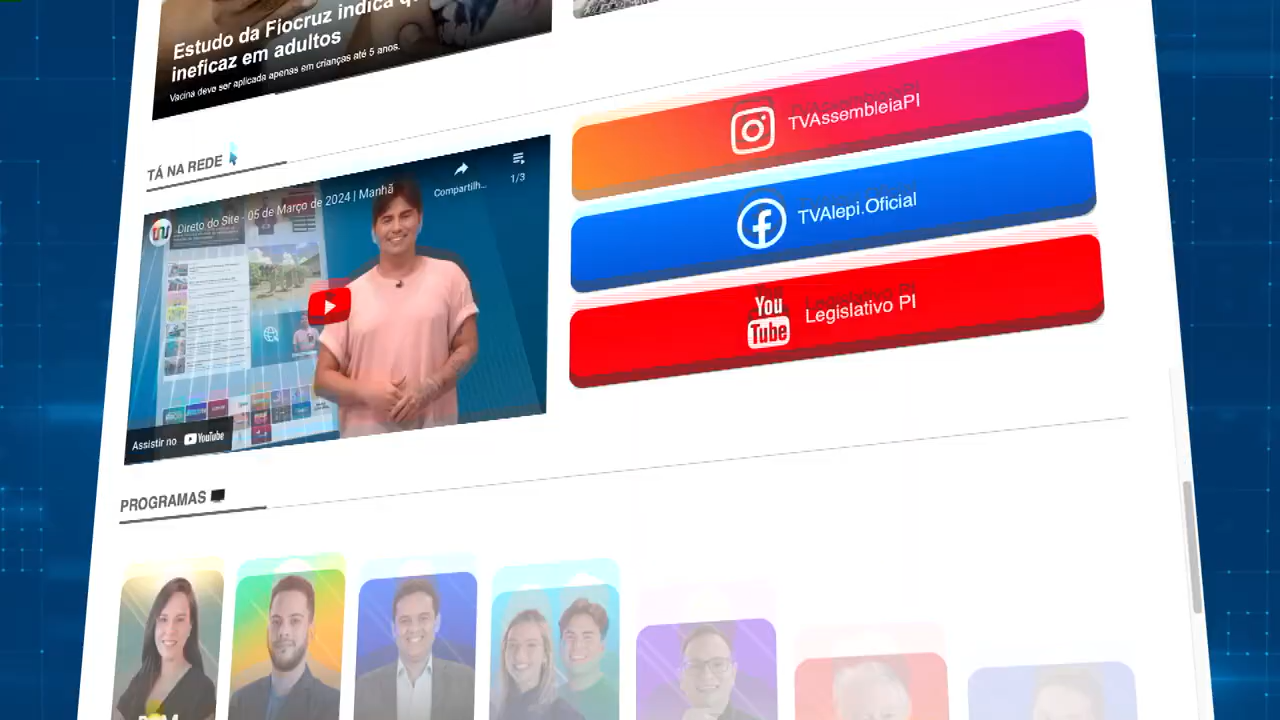 Estudo da Fiocruz indica
ineficaz em adultos
Vacina deve ser aplicada apenas em crianças até 5 anos.
TÁ NA REDE
Direto do Site - 05 de Março de 2024 | Manhã
Compartilh...
1/3
Assistir no YouTube
TVAssembleiaPI
TVAlepi.Oficial
You
Tube
Legislativo PI
PROGRAMAS